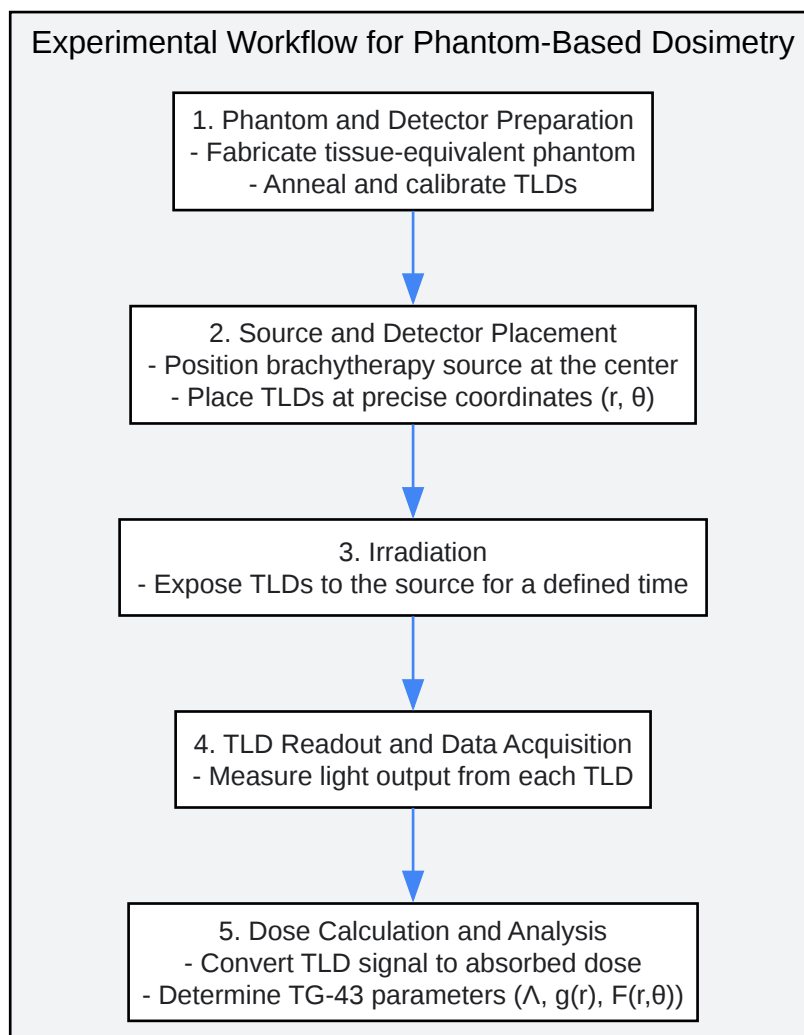 Experimental Workflow for Phantom-Based Dosimetry
1. Phantom and Detector Preparation
- Fabricate tissue-equivalent phantom
- Anneal and calibrate TLDs
2. Source and Detector Placement
- Position brachytherapy source at the center
- Place TLDs at precise coordinates (r, θ)
3. Irradiation
- Expose TLDs to the source for a defined time
4. TLD Readout and Data Acquisition
- Measure light output from each TLD
5. Dose Calculation and Analysis
- Convert TLD signal to absorbed dose
- Determine TG-43 parameters (Λ, g(r), F(r,θ))